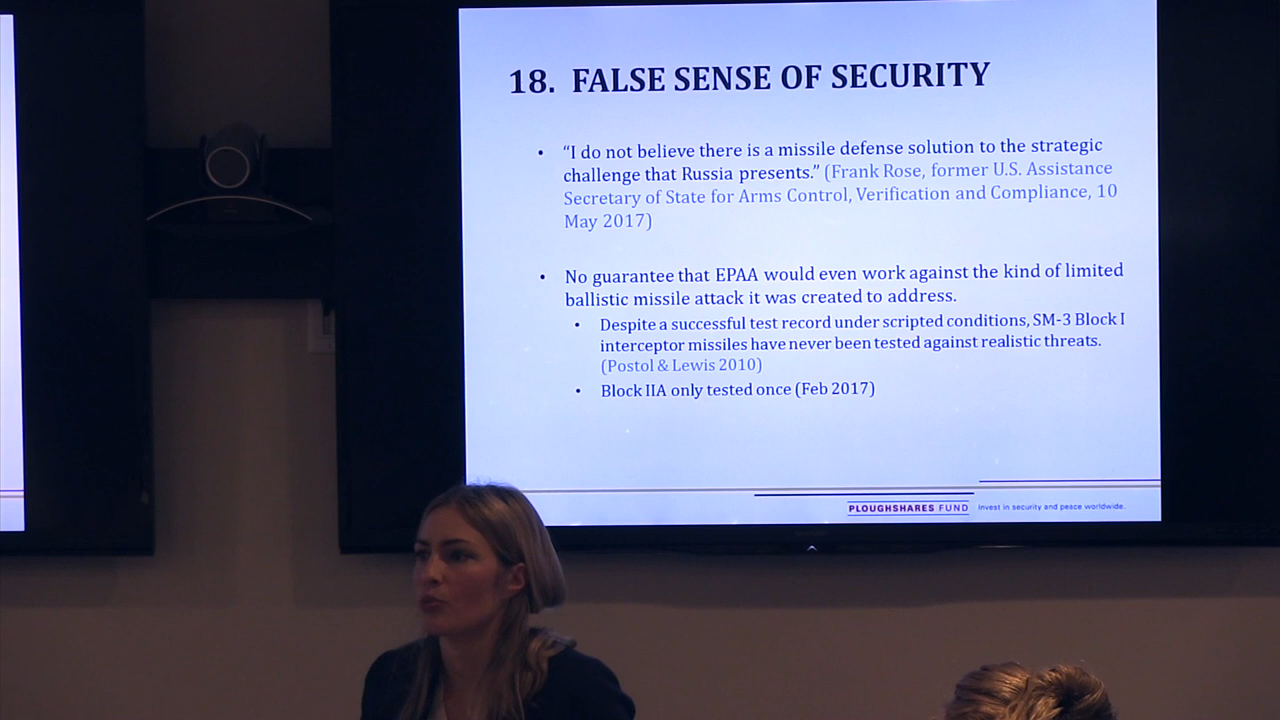 18. FALSE SENSE OF SECURITY
• “I do not believe there is a missile defense solution to the strategic
challenge that Russia presents.” (Frank Rose, former U.S. Assistance
Secretary of State for Arms Control, Verification and Compliance, 10
May 2017)
• No guarantee that EPAA would even work against the kind of limited
ballistic missile attack it was created to address.
• Despite a successful test record under scripted conditions, SM-3 Block I
interceptor missiles have never been tested against realistic threats.
(Postol & Lewis 2010)
• Block IIA only tested once (Feb 2017)
PLOUGHSHARES FUND invest in security and peace worldwide.